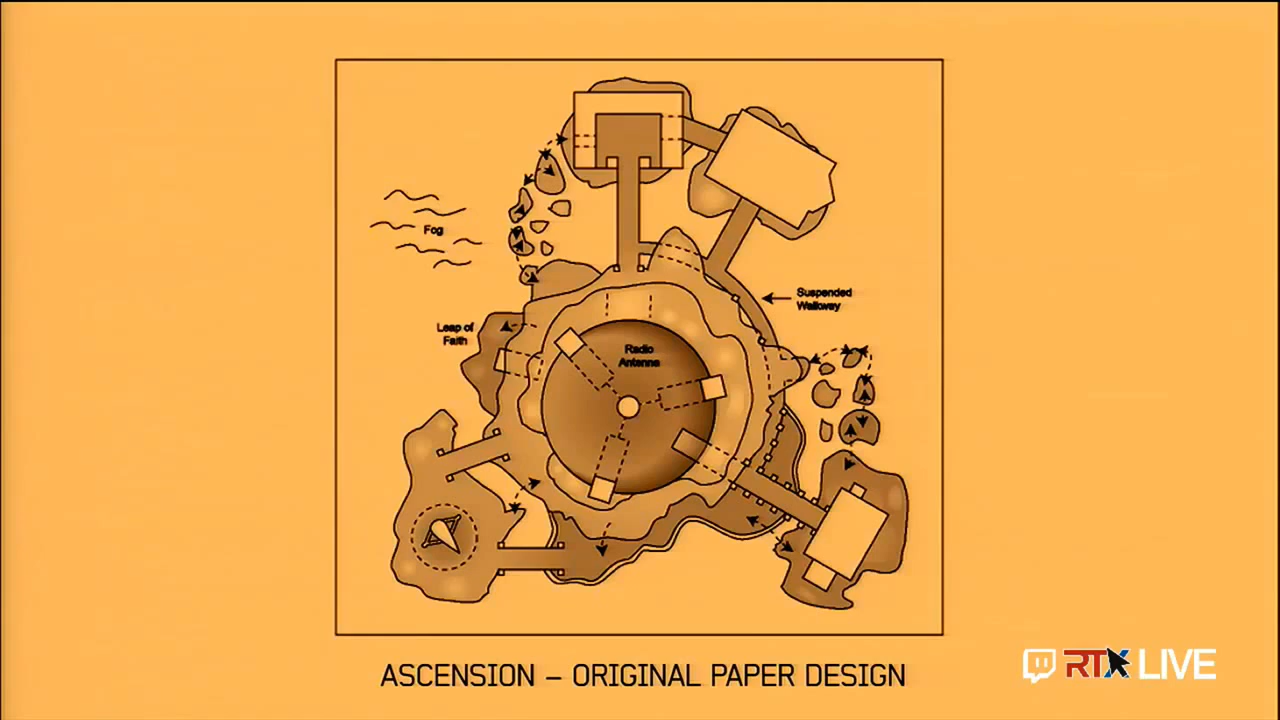 Fog
Suspended
Walkway
Leap of
Faith
Radio
Antenna
ASCENSION – ORIGINAL PAPER DESIGN
RTX LIVE